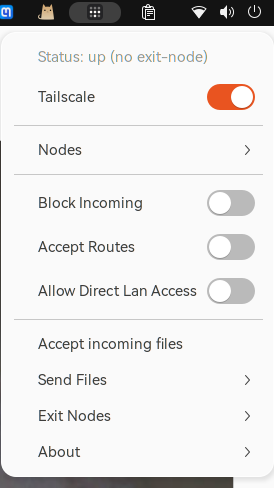 Status: up (no exit-node)
Tailscale
Nodes
Block Incoming
Accept Routes
Allow Direct Lan Access
Accept incoming files
Send Files
Exit Nodes
About